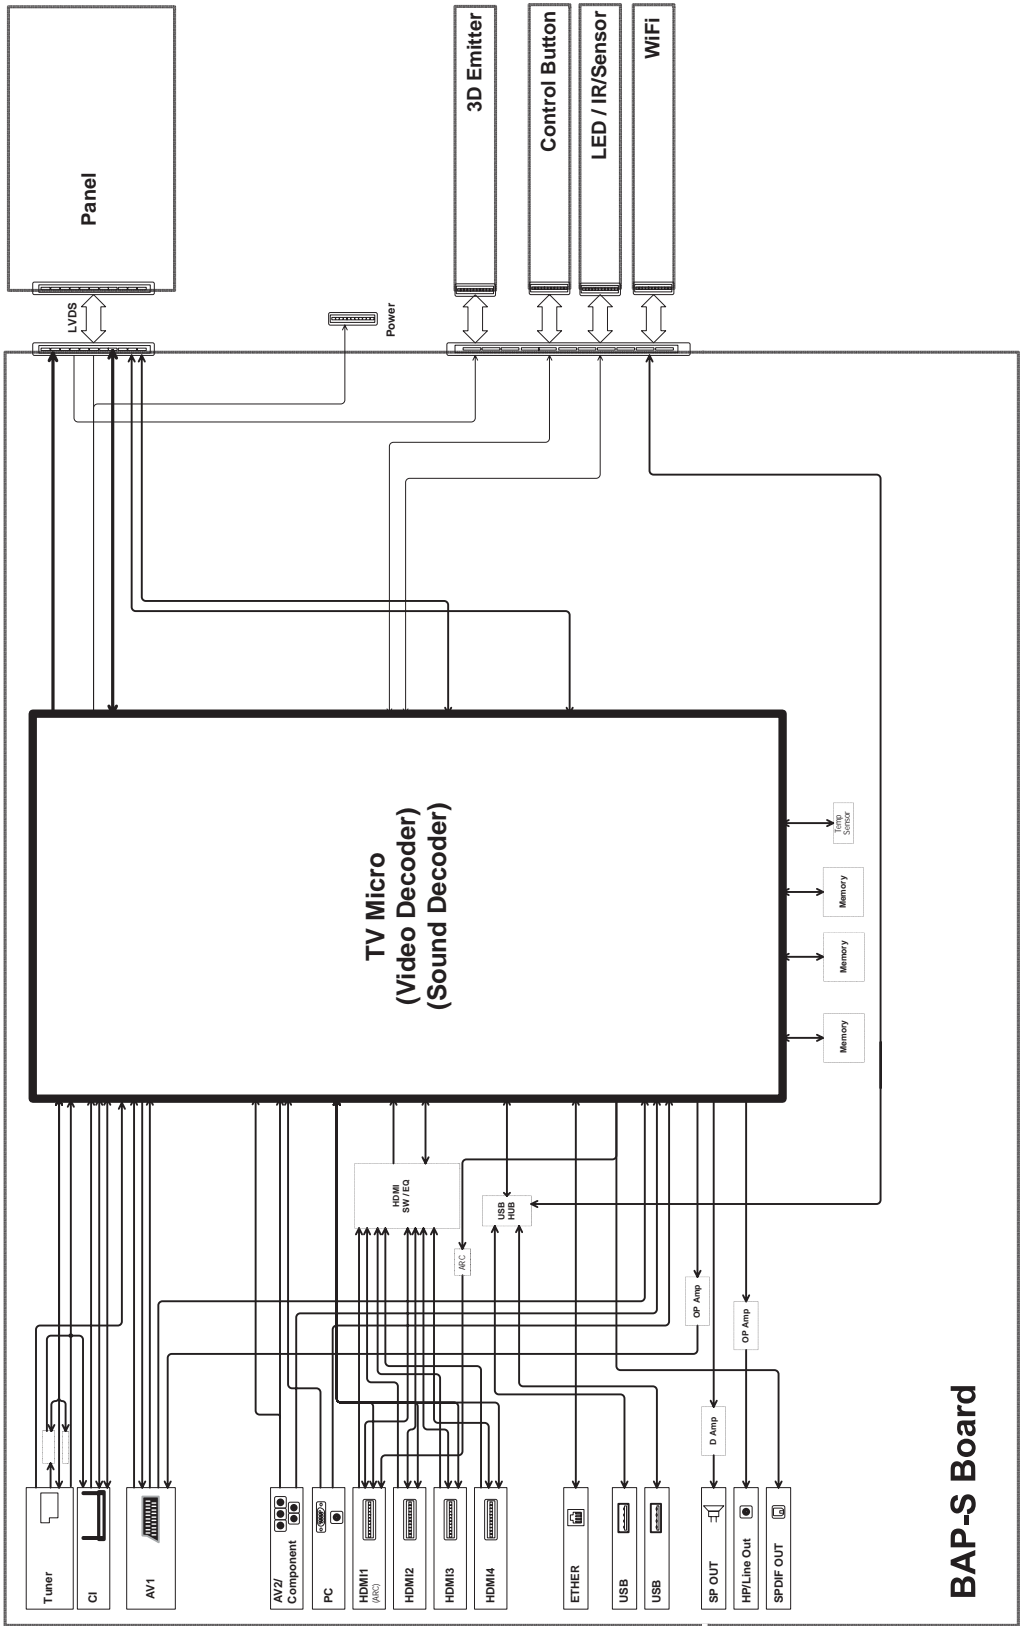 Panel
LVDS
Power
3D Emitter
Control Button
LED / IR/Sensor
WiFi
TV Micro
(Video Decoder)
(Sound Decoder)
Temp
Sensor
Memory
Memory
Memory
HDMI
SW / EQ
USB
HUB
ARC
OP Amp
OP Amp
D Amp
Tuner
CI
AV1
AV2/
Component
PC
HDMI1
(ARC)
HDMI2
HDMI3
HDMI4
ETHER
USB
USB
SP OUT
HP/Line Out
SPDIF OUT
BAP-S Board